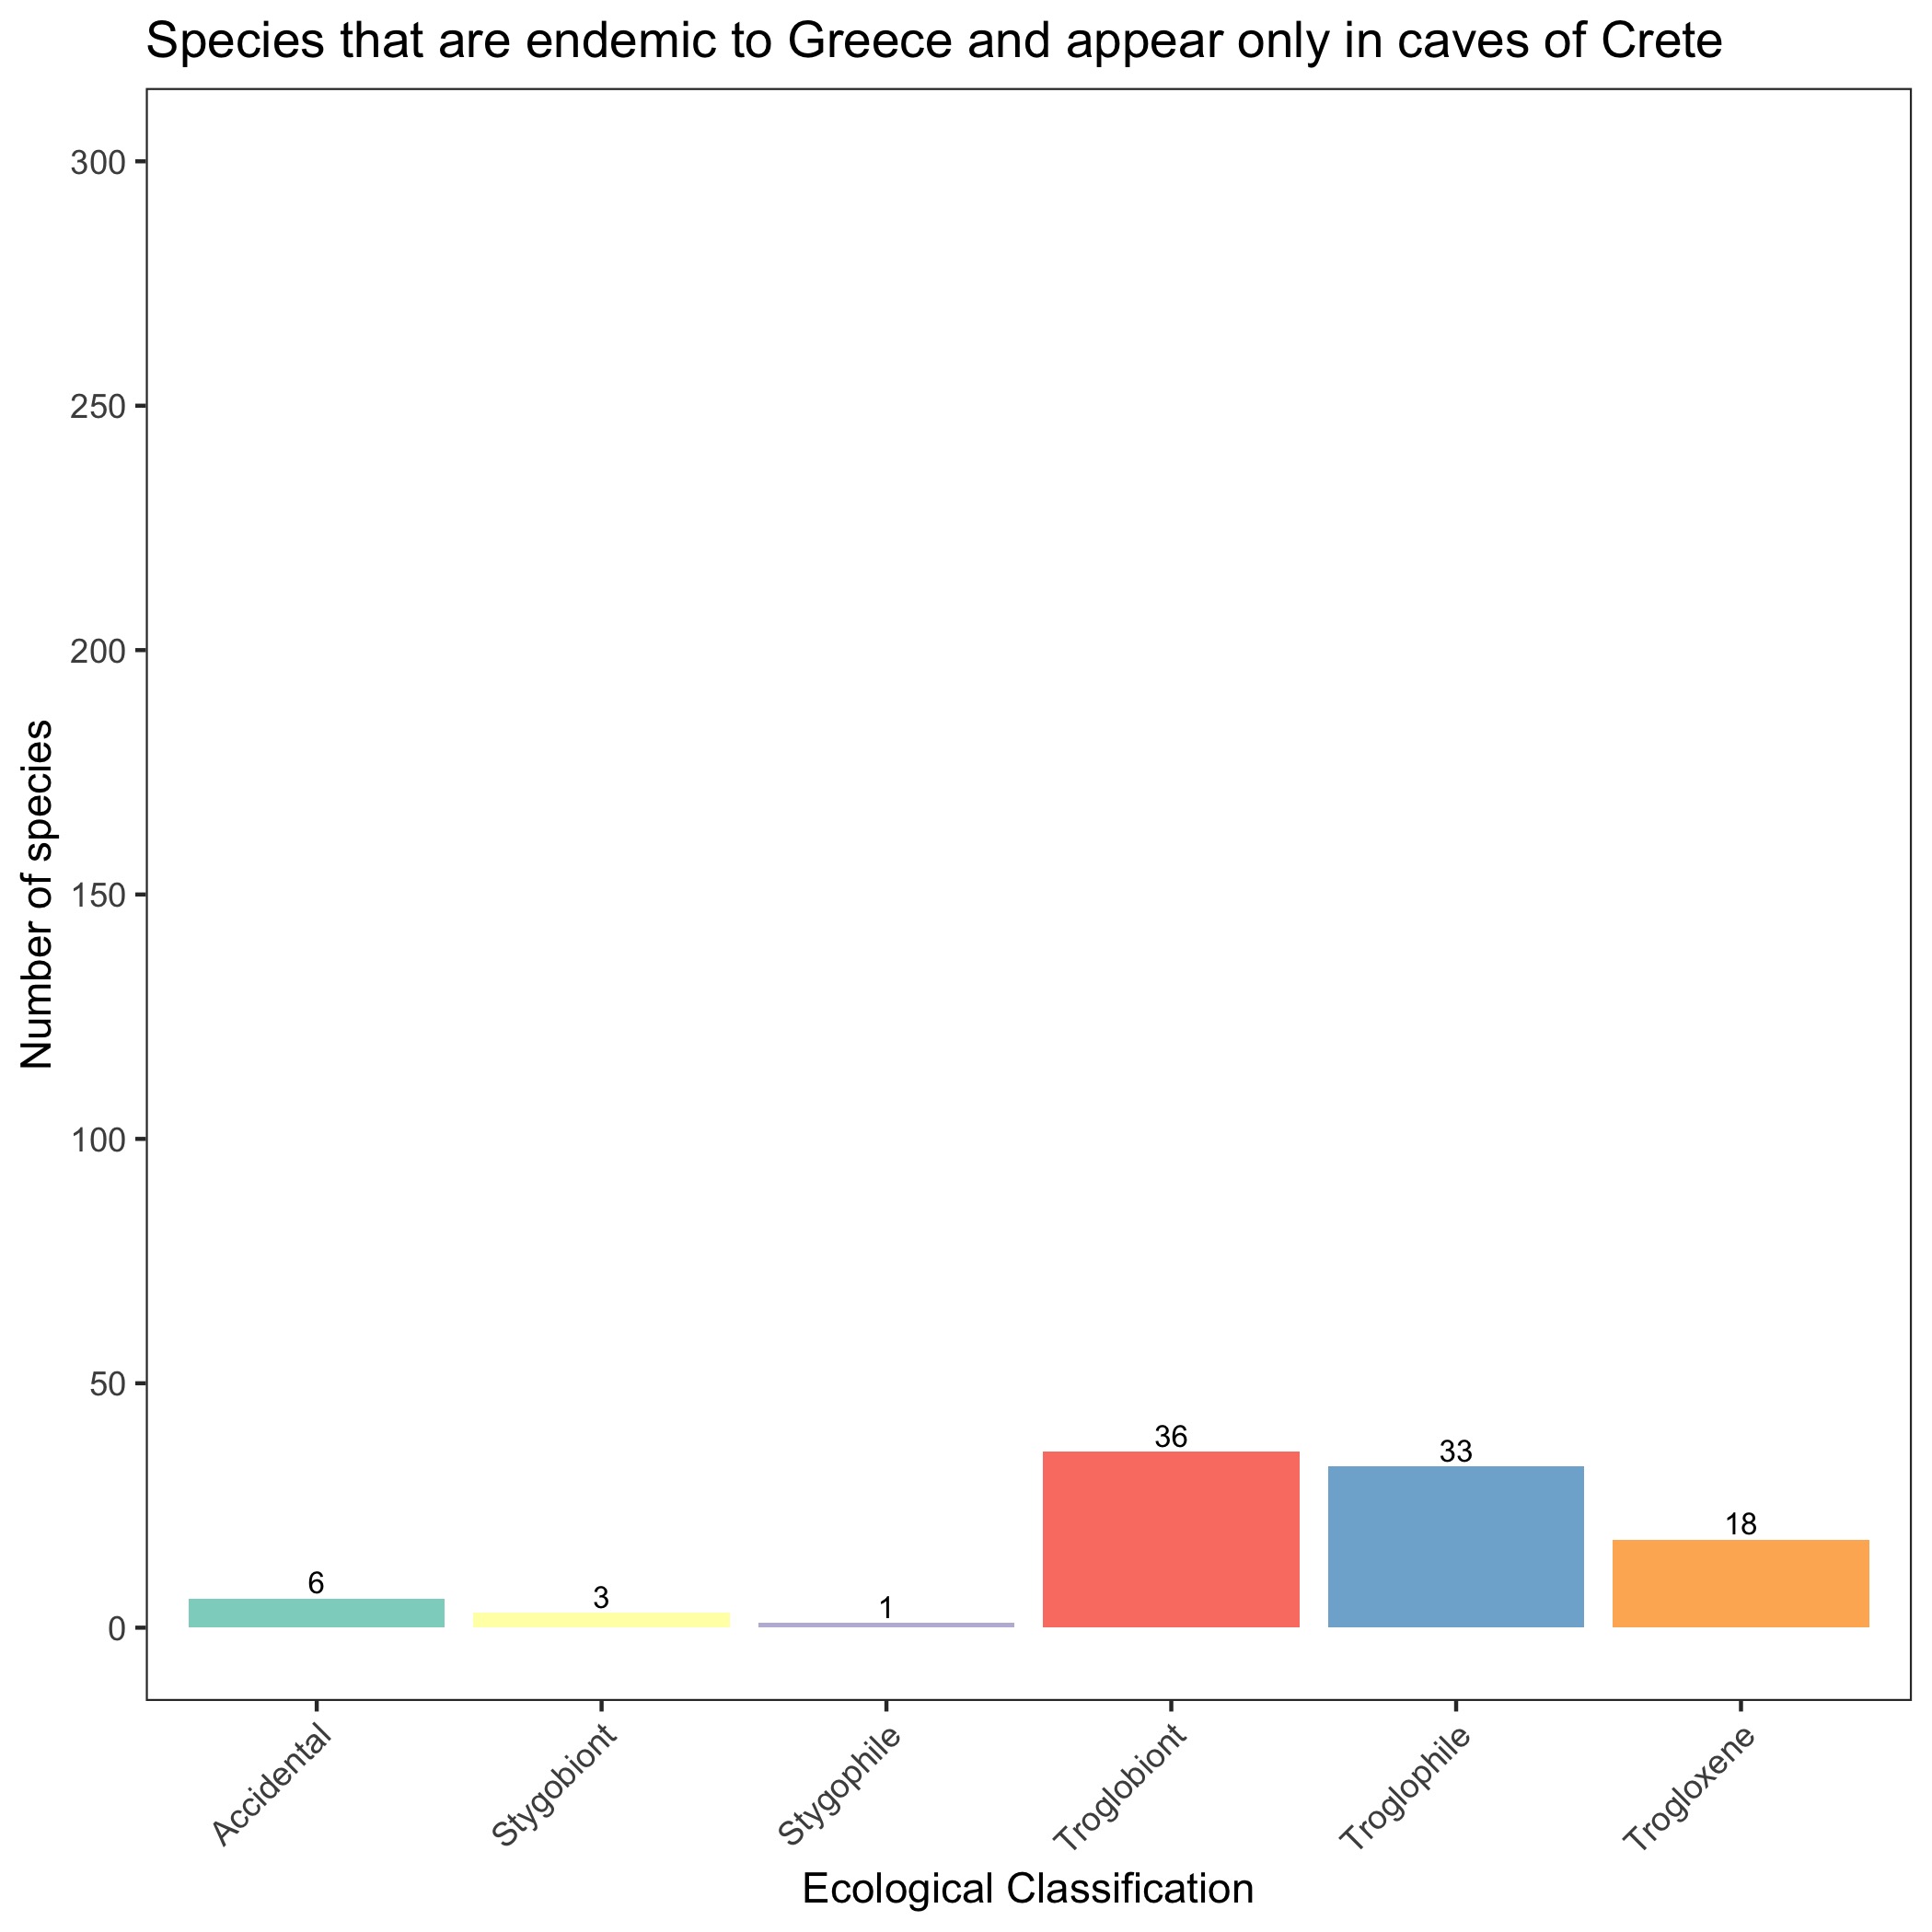 Species that are endemic to Greece and appear only in caves of Crete
Number of species
300
250
200
150
100
50
0
6
3
1
36
33
18
Accidental
Stygobiont
Stygophile
Troglobiont
Troglophile
Trogloxene
Ecological Classification